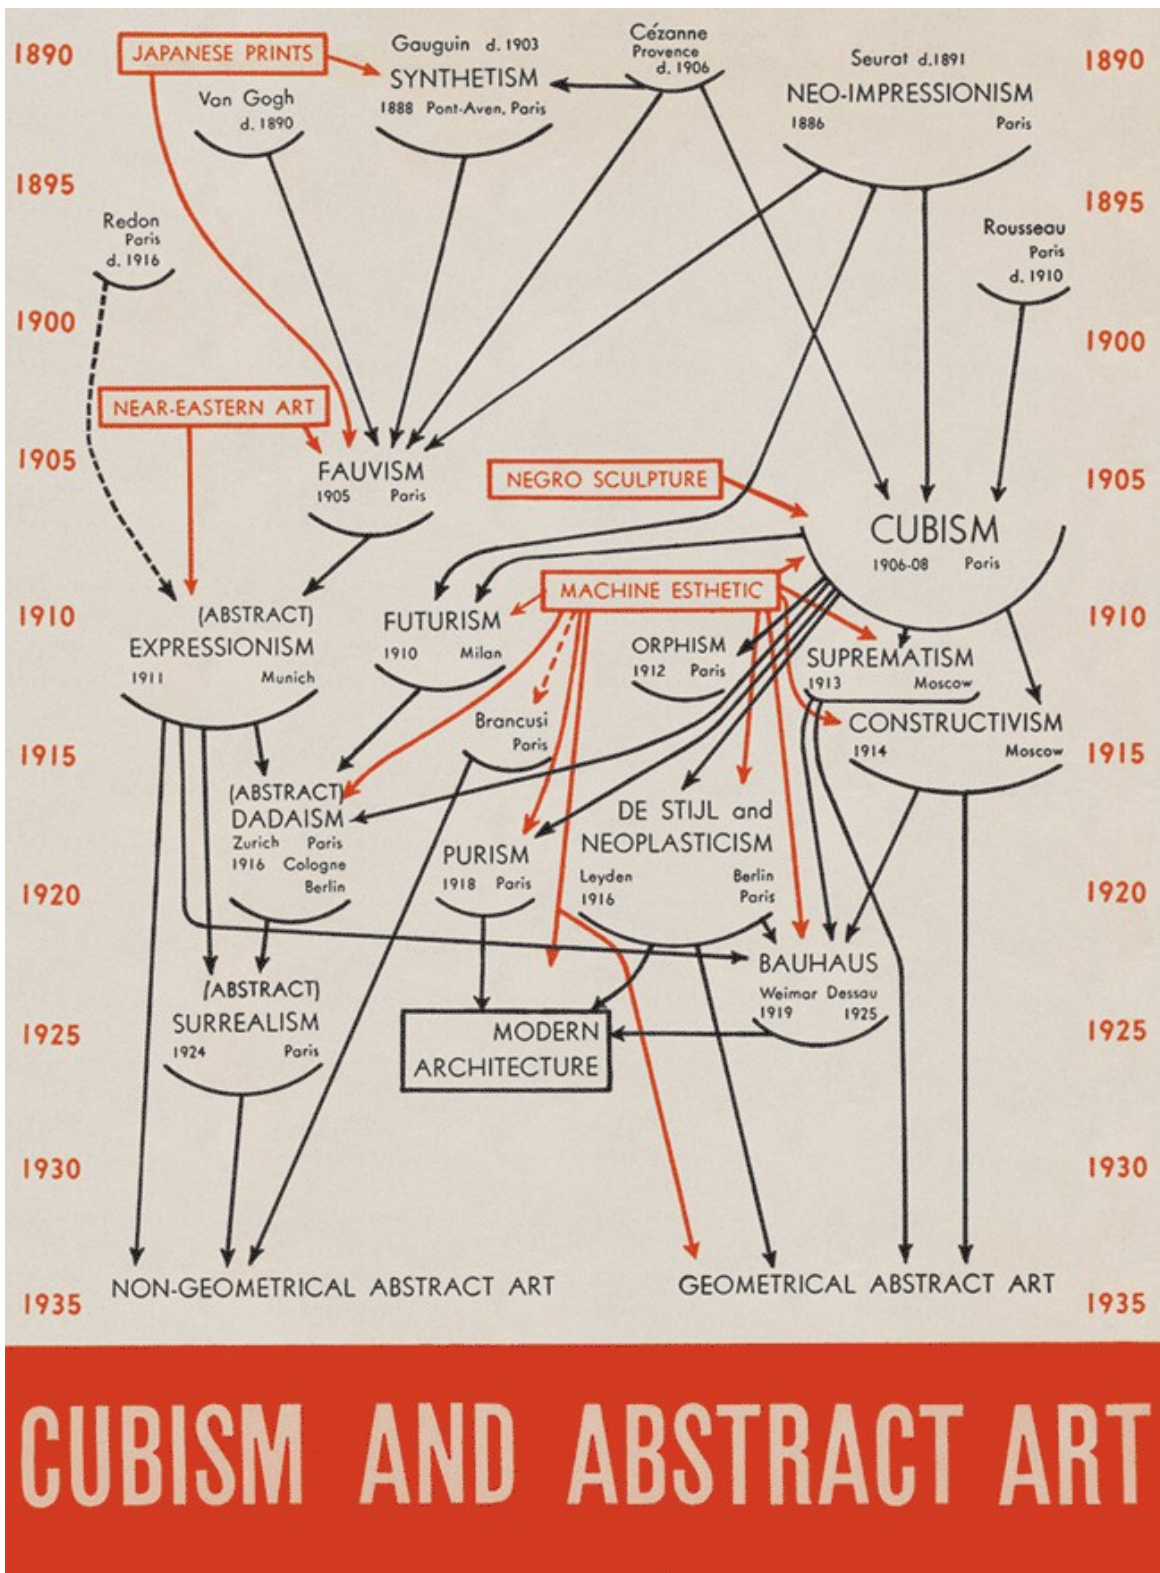 1890
JAPANESE PRINTS
Gauguin d. 1903
SYNTHETISM
1888 Pont-Aven, Paris
Cézanne
Provence
d. 1906
Seurat d.1891
NEO-IMPRESSIONISM
1886 Paris
1890
Van Gogh
d. 1890
1895
1895
Redon
Paris
d. 1916
Rousseau
Paris
d. 1910
1900
1900
NEAR-EASTERN ART
1905
FAUVISM
1905 Paris
NEGRO SCULPTURE
1905
CUBISM
1906-08 Paris
MACHINE ESTHETIC
1910
(ABSTRACT)
EXPRESSIONISM
1911 Munich
FUTURISM
1910 Milan
ORPHISM
1912 Paris
SUPREMATISM
1913 Moscow
1910
Brancusi
Paris
CONSTRUCTIVISM
1914 Moscow
1915
1915
(ABSTRACT)
DADAISM
Zurich Paris
1916 Cologne
Berlin
PURISM
1918 Paris
DE STIJL and
NEOPLASTICISM
Leyden Berlin
1916 Paris
1920
1920
BAUHAUS
Weimar Dessau
1919 1925
(ABSTRACT)
SURREALISM
1924 Paris
MODERN
ARCHITECTURE
1925
1925
1930
1930
NON-GEOMETRICAL ABSTRACT ART
GEOMETRICAL ABSTRACT ART
1935
1935
CUBISM AND ABSTRACT ART